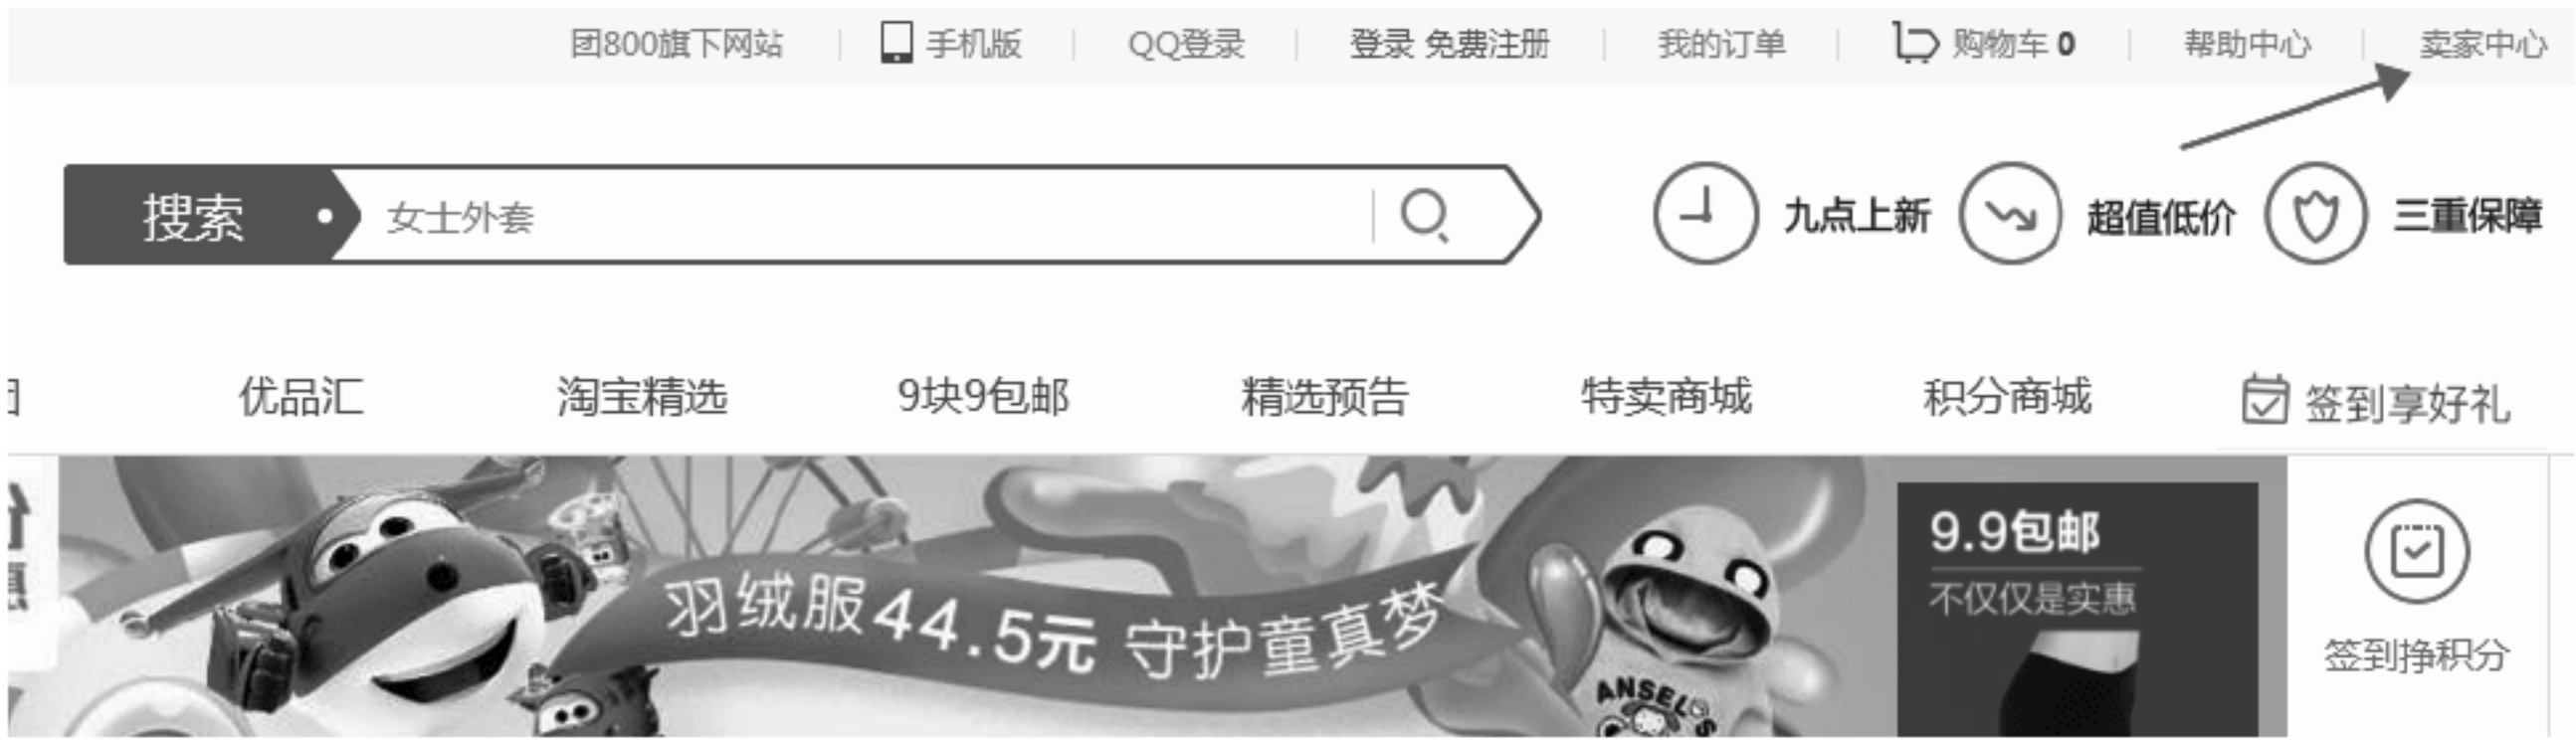 团800旗下网站 手机版 QQ登录 登录 免费注册 我的订单 购物车 0 帮助中心 卖家中心
搜索 女士外套 九点上新 超值低价 三重保障
优品汇 淘宝精选 9块9包邮 精选预告 特卖商城 积分商城 签到享好礼
羽绒服44.5元 守护童真梦
9.9包邮
不仅仅是实惠
签到挣积分
ANSEL'S